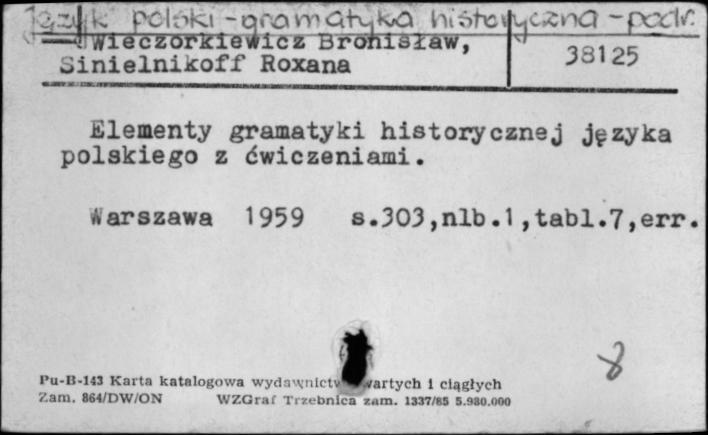 Język polski - gramatyka historyczna - podr.
Wieczorkiewicz Bronisław,
Sinielnikoff Roxana
38125
Elementy gramatyki historycznej języka
polskiego z ćwiczeniami.
Warszawa 1959 s.303,nlb.1,tabl.7,err.
8
Pu-B-143 Karta katalogowa wydawnictw zwartych i ciągłych
Zam. 864/DW/ON WZGraf Trzebnica zam. 1337/85 5.980.000